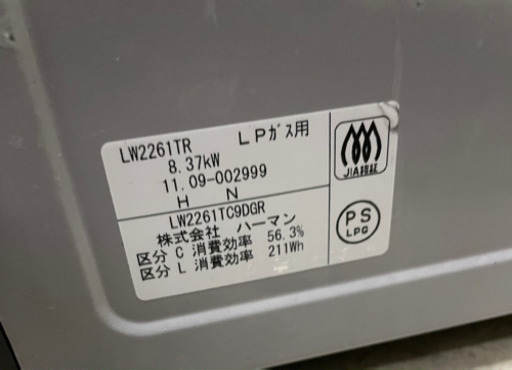 LW2261TR LPガス用
8.37kW
11.09-002999
H N
LW2261TC9DGR
株式会社 ハーマン
区分 C 消費効率 56.3%
区分 L 消費効率 211Wh
JIA認証
PS
LPG